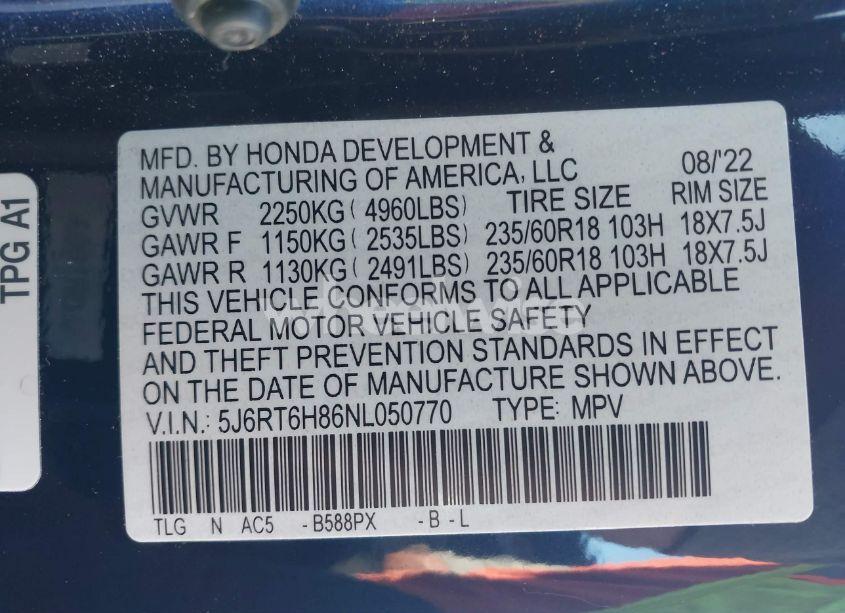 TPG A1
MFD. BY HONDA DEVELOPMENT &
MANUFACTURING OF AMERICA, LLC 08/'22
GVWR 2250KG ( 4960LBS) TIRE SIZE RIM SIZE
GAWR F 1150KG ( 2535LBS) 235/60R18 103H 18X7.5J
GAWR R 1130KG ( 2491LBS) 235/60R18 103H 18X7.5J
THIS VEHICLE CONFORMS TO ALL APPLICABLE
FEDERAL MOTOR VEHICLE SAFETY
AND THEFT PREVENTION STANDARDS IN EFFECT
ON THE DATE OF MANUFACTURE SHOWN ABOVE.
V.I.N.: 5J6RT6H86NL050770 TYPE: MPV
TLG N AC5 -B588PX -B -L